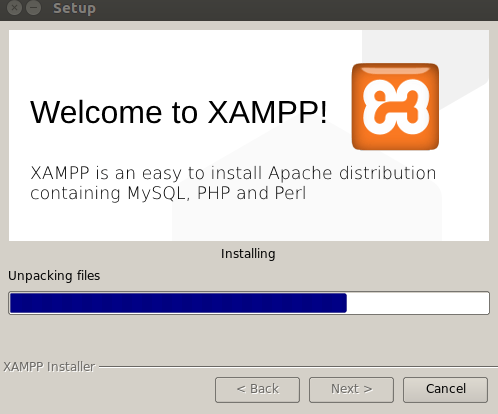 Setup
Welcome to XAMPP!
XAMPP is an easy to install Apache distribution
containing MySQL, PHP and Perl
Installing
Unpacking files
XAMPP Installer
< Back
Next >
Cancel